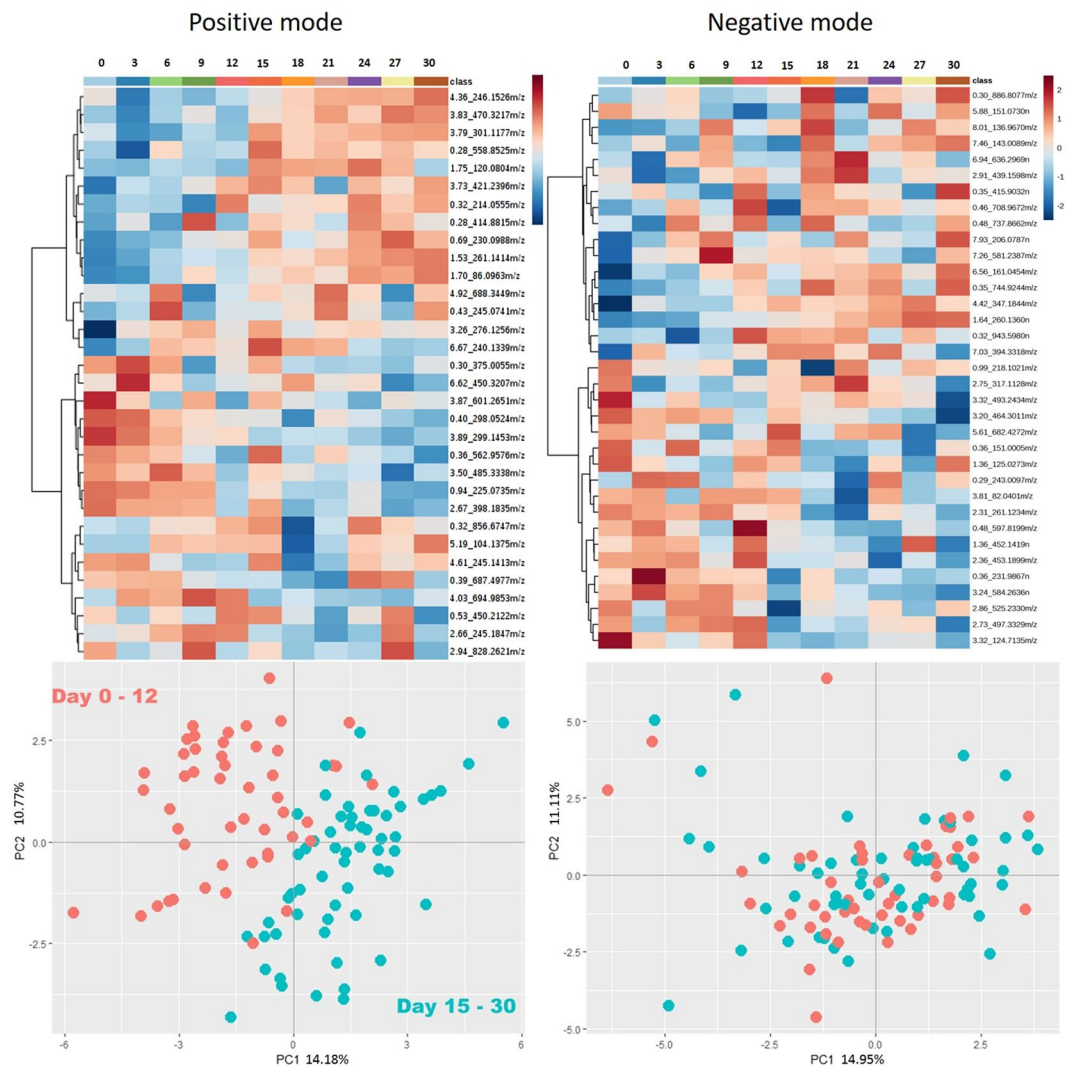 Positive mode
Negative mode
0 3 6 9 12 15 18 21 24 27 30
class
4.36_246.1526m/z
3.83_470.3217m/z
3.79_301.1177m/z
0.28_558.8525m/z
1.75_120.0804m/z
3.73_421.2396m/z
0.32_214.0555m/z
0.28_414.8815m/z
0.69_230.0988m/z
1.53_261.1414m/z
1.70_86.0963m/z
4.92_688.3449m/z
0.43_245.0741m/z
3.26_276.1256m/z
6.67_240.1339m/z
0.30_375.0055m/z
6.62_450.3207m/z
3.87_601.2651m/z
0.40_298.0524m/z
3.89_299.1453m/z
0.36_562.9576m/z
3.50_485.3338m/z
0.94_225.0735m/z
2.67_398.1835m/z
0.32_856.6747m/z
5.19_104.1375m/z
4.61_245.1413m/z
0.39_687.4977m/z
4.03_694.9853m/z
0.53_450.2122m/z
2.66_245.1847m/z
2.94_828.2621m/z
0 3 6 9 12 15 18 21 24 27 30
class
0.30_886.8077m/z
5.88_151.0730n
8.01_136.9670m/z
7.46_143.0089m/z
6.94_636.2969n
2.91_439.1598m/z
0.35_415.9032n
0.46_708.9672m/z
0.48_737.8662m/z
7.93_206.0787n
7.26_581.2387m/z
6.56_161.0454m/z
0.35_744.9244m/z
4.42_347.1844m/z
1.64_260.1360n
0.32_943.5980n
7.03_394.3318m/z
0.99_218.1021m/z
2.75_317.1128m/z
3.32_493.2434m/z
3.20_464.3011m/z
5.61_682.4272m/z
0.36_151.0005m/z
1.36_125.0273m/z
0.29_243.0097m/z
3.81_82.0401m/z
2.31_261.1234m/z
0.48_597.8199m/z
1.36_452.1419n
2.36_453.1899m/z
0.36_231.9867n
3.24_584.2636n
2.86_525.2330m/z
2.73_497.3329m/z
3.32_124.7135m/z
2
1
0
-1
-2
Day 0 - 12
Day 15 - 30
PC2 10.77%
2.5
0.0
-2.5
-6 -3 0 3 6
PC1 14.18%
PC2 11.11%
5.0
2.5
0.0
-2.5
-5.0
-5.0 -2.5 0.0 2.5
PC1 14.95%